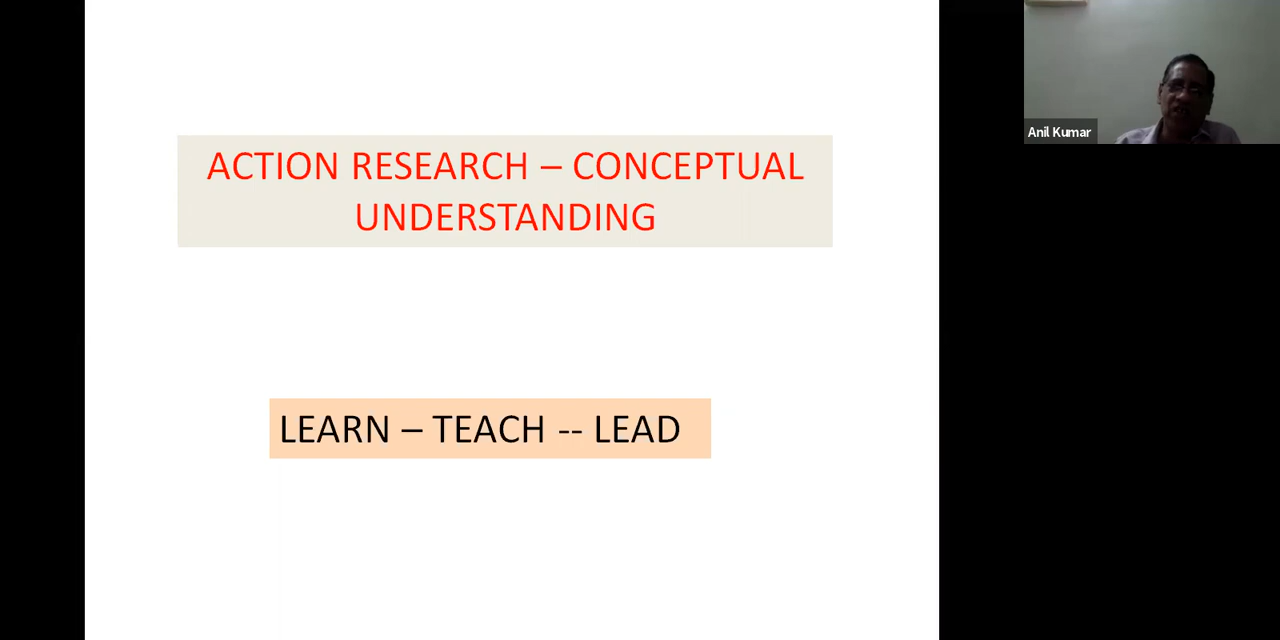 ACTION RESEARCH – CONCEPTUAL
UNDERSTANDING
LEARN – TEACH -- LEAD
Anil Kumar